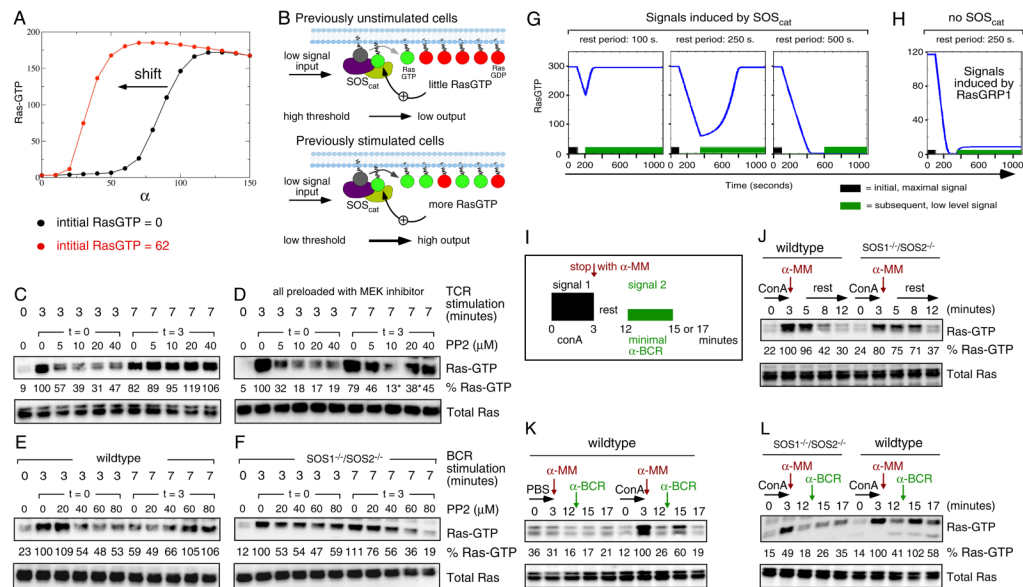 A
Ras-GTP
200
150
100
50
0
0
50
100
150
shift
α
intitial RasGTP = 0
intitial RasGTP = 62
B
Previously unstimulated cells
low signal
input
SOScat
Ras
GTP
Ras
GDP
little RasGTP
high threshold
low output
Previously stimulated cells
low signal
input
SOScat
more RasGTP
low threshold
high output
G
Signals induced by SOScat
rest period: 100 s.
rest period: 250 s.
rest period: 500 s.
RasGTP
300
200
100
0
0 500 1000
0 500 1000
0 500 1000
Time (seconds)
H
no SOScat
rest period: 250 s.
Signals
induced by
RasGRP1
120
100
80
60
40
20
0
0 500 1000
= initial, maximal signal
= subsequent, low level signal
C
0 3 3 3 3 3 7 7 7 7 7
t = 0
t = 3
0 0 5 10 20 40 0 5 10 20 40
Ras-GTP
9 100 57 39 31 47 82 89 95 119 106
% Ras-GTP
Total Ras
D
all preloaded with MEK inhibitor
TCR
stimulation
(minutes)
0 3 3 3 3 3 7 7 7 7 7
t = 0
t = 3
0 0 5 10 20 40 0 5 10 20 40
PP2 (μM)
Ras-GTP
5 100 32 18 17 19 79 46 13* 38* 45
% Ras-GTP
Total Ras
E
wildtype
0 3 3 3 3 3 7 7 7 7 7
t = 0
t = 3
0 0 20 40 60 80 0 20 40 60 80
Ras-GTP
23 100 109 54 48 53 59 49 66 105 106
% Ras-GTP
Total Ras
F
SOS1-/-/SOS2-/-
BCR
stimulation
(minutes)
0 3 3 3 3 3 7 7 7 7 7
t = 0
t = 3
0 0 20 40 60 80 0 20 40 60 80
PP2 (μM)
Ras-GTP
12 100 53 54 47 59 111 76 56 36 19
% Ras-GTP
Total Ras
I
stop with α-MM
signal 1
signal 2
rest
0
3
12
15 or 17
conA
minimal
α-BCR
minutes
J
wildtype
SOS1-/-/SOS2-/-
α-MM
α-MM
ConA
rest
ConA
rest
0 3 5 8 12 0 3 5 8 12
(minutes)
Ras-GTP
22 100 96 42 30 24 80 75 71 37
% Ras-GTP
Total Ras
K
wildtype
α-MM
α-MM
PBS
α-BCR
ConA
α-BCR
0 3 12 15 17 0 3 12 15 17
36 31 16 17 21 12 100 26 60 19
L
SOS1-/-/SOS2-/-
wildtype
α-MM
α-MM
ConA
α-BCR
ConA
α-BCR
0 3 12 15 17 0 3 12 15 17
(minutes)
Ras-GTP
15 49 18 26 35 14 100 41 102 58
% Ras-GTP
Total Ras